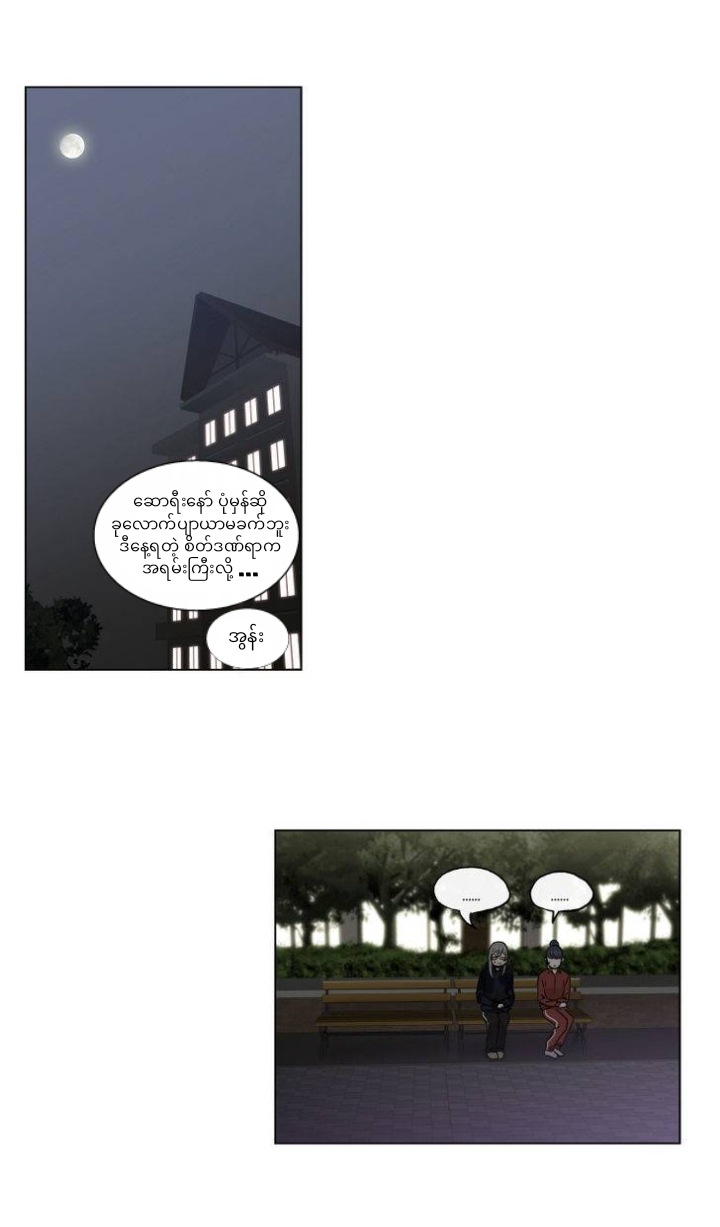 ဆောရီးနော် ပုံမှန်ဆို
ခုလောက်ပျာယာမခက်ဘူး
ဒီနေ့ရတဲ့ စိတ်ဒဏ်ရာက
အရမ်းကြီးလို့ ...
အွန်း
......
......